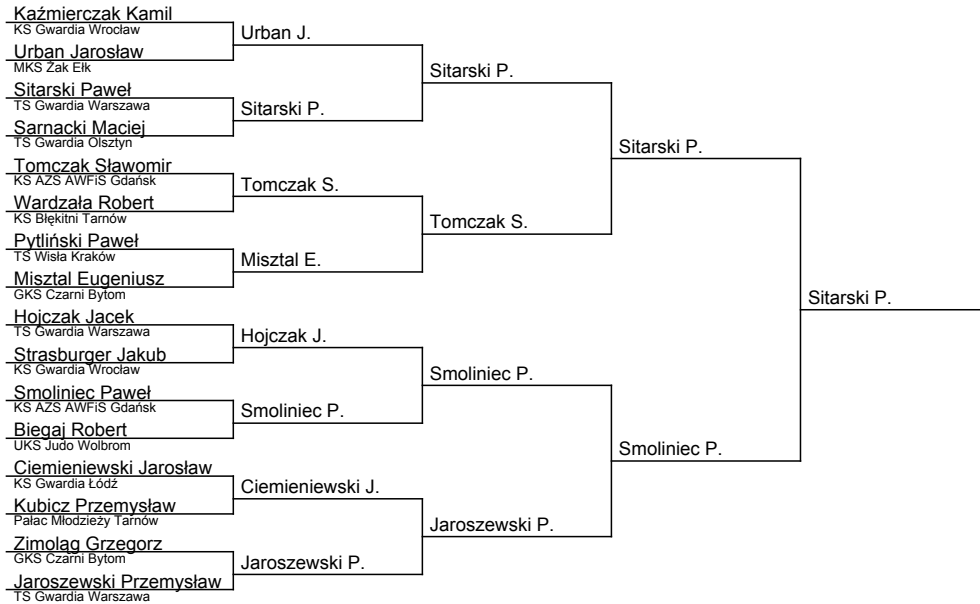 Kaźmierczak Kamil
KS Gwardia Wrocław
Urban Jarosław
MKS Żak Ełk
Sitarski Paweł
TS Gwardia Warszawa
Sarnacki Maciej
TS Gwardia Olsztyn
Tomczak Sławomir
KS AZS AWFiS Gdańsk
Wardzała Robert
KS Błękitni Tarnów
Pytliński Paweł
TS Wisła Kraków
Misztal Eugeniusz
GKS Czarni Bytom
Hojczak Jacek
TS Gwardia Warszawa
Strasburger Jakub
KS Gwardia Wrocław
Smoliniec Paweł
KS AZS AWFiS Gdańsk
Biegaj Robert
UKS Judo Wolbrom
Ciemieniewski Jarosław
KS Gwardia Łódź
Kubicz Przemysław
Pałac Młodzieży Tarnów
Zimoląg Grzegorz
GKS Czarni Bytom
Jaroszewski Przemysław
TS Gwardia Warszawa
Urban J.
Sitarski P.
Tomczak S.
Misztal E.
Hojczak J.
Smoliniec P.
Ciemieniewski J.
Jaroszewski P.
Sitarski P.
Tomczak S.
Smoliniec P.
Jaroszewski P.
Sitarski P.
Smoliniec P.
Sitarski P.